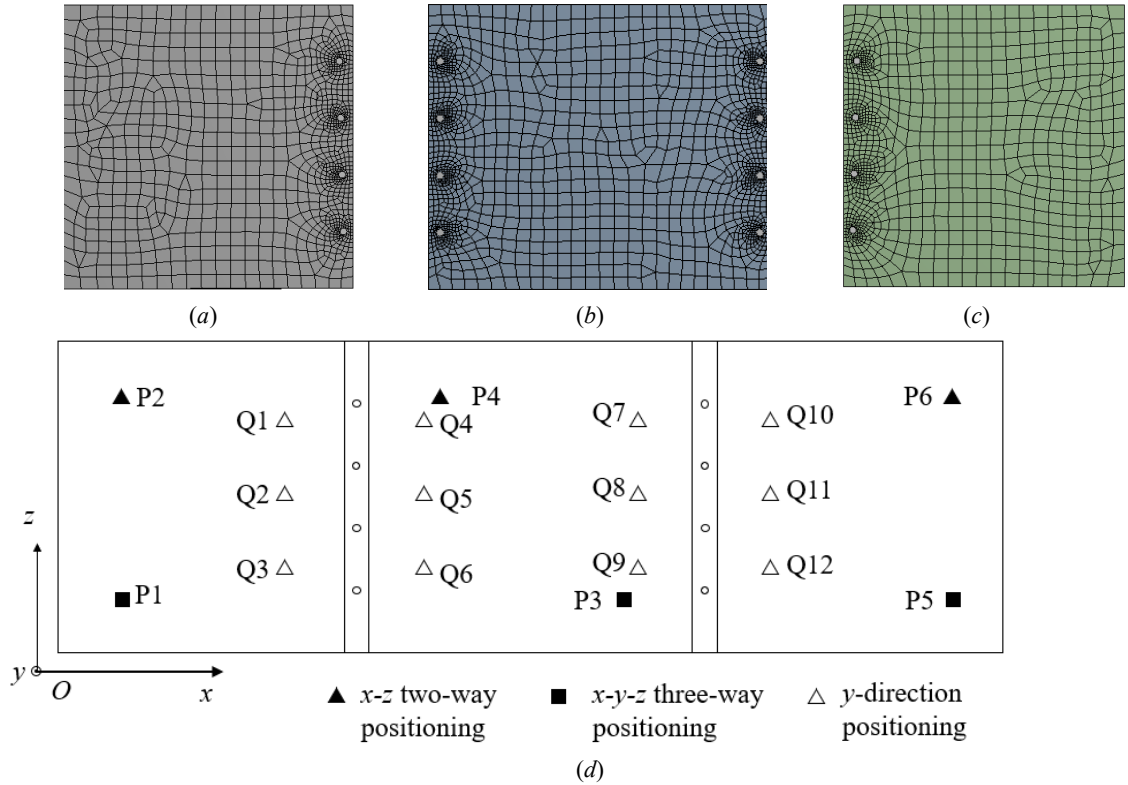 (a)
(b)
(c)
P2
P4
P6
Q1
Q4
Q7
Q10
Q2
Q5
Q8
Q11
z
Q3
Q6
Q9
Q12
P1
P3
P5
y
O
x
x-z two-way
positioning
x-y-z three-way
positioning
y-direction
positioning
(d)